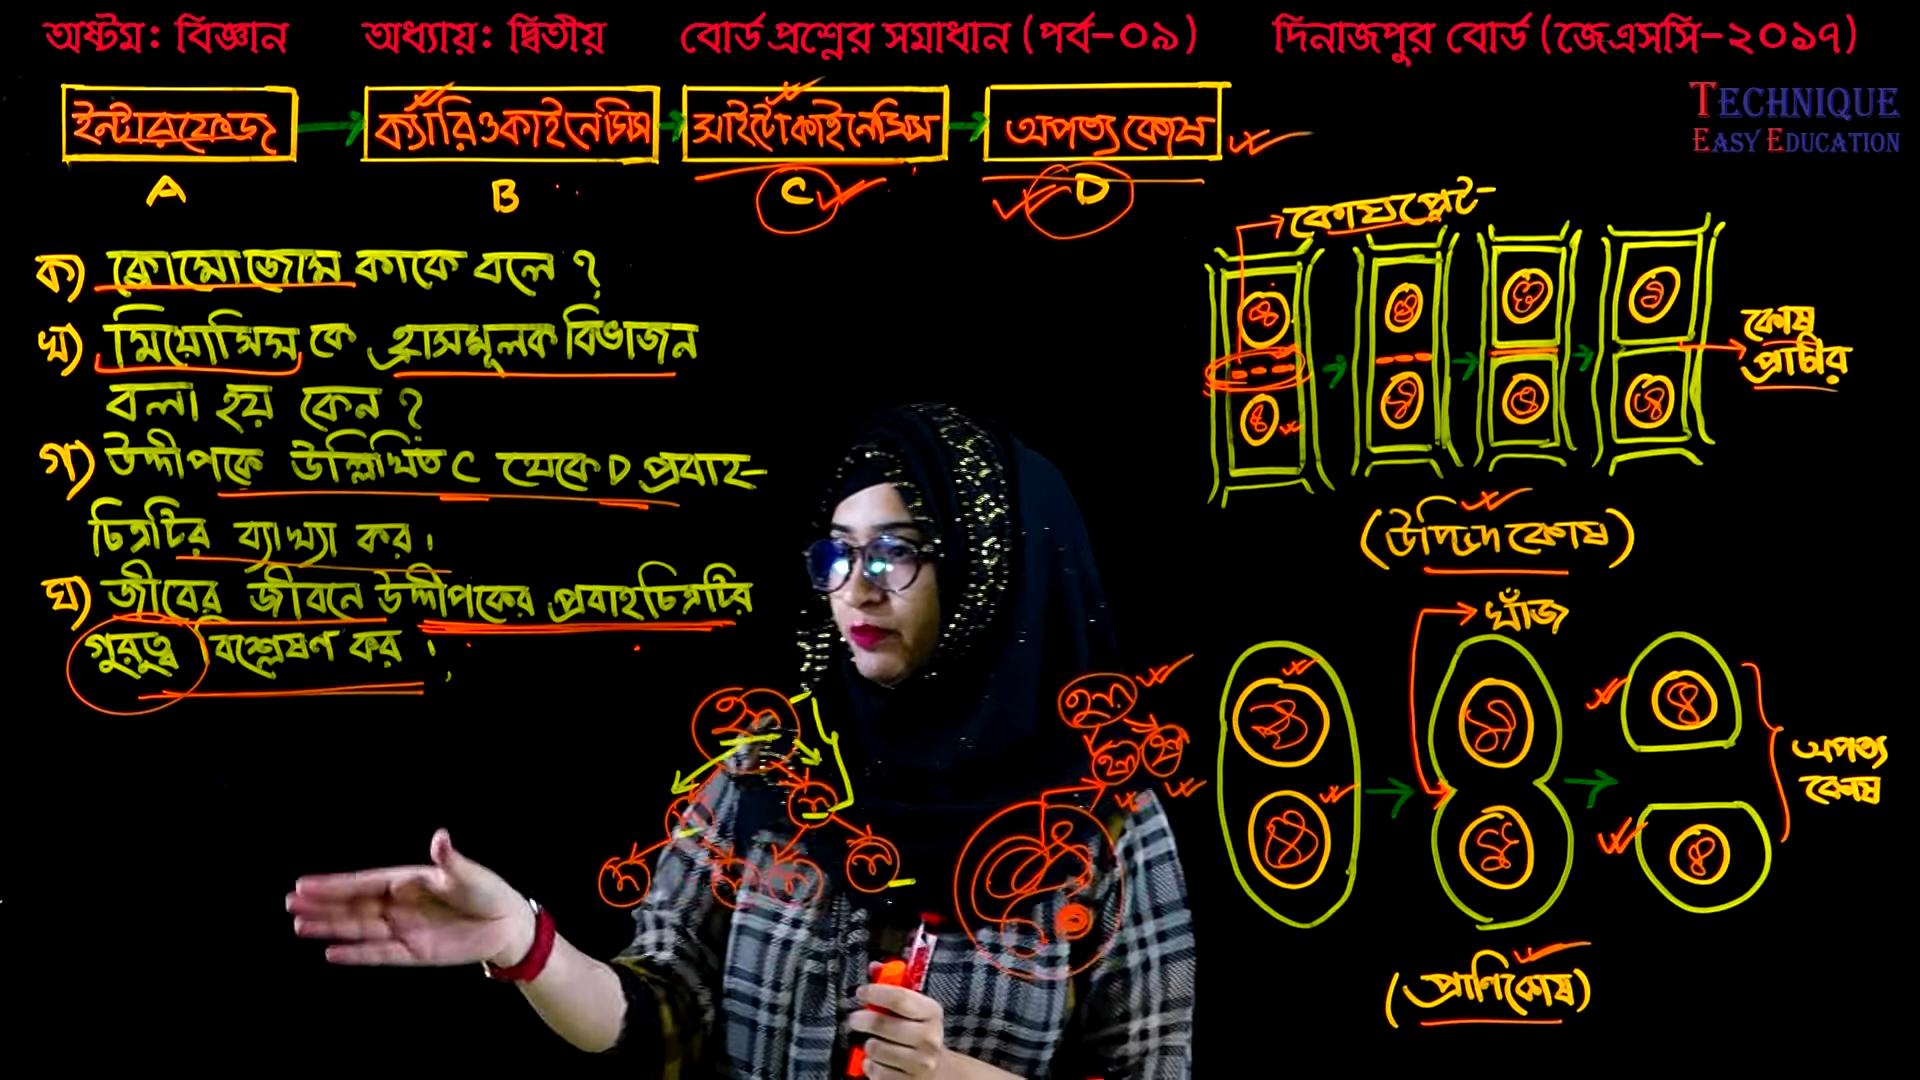 অষ্টম: বিজ্ঞান অধ্যায়: দ্বিতীয় বোর্ড প্রশ্নের সমাধান (পর্ব-০৯) দিনাজপুর বোর্ড (জেএসসি-২০১৭)
TECHNIQUE
EASY EDUCATION
ইন্টারফেজ ক্যারিওকাইনেসিস সাইটোকাইনেসিস অপত্য কোষ
A B C D
ক) ক্রোমোজোম কাকে বলে ?
খ) মিয়োসিস কে হ্রাসমূলক বিভাজন
বলা হয় কেন ?
গ) উদ্দীপকে উল্লিখিত C থেকে D প্রবাহ-
চিত্রটির ব্যাখ্যা কর।
ঘ) জীবের জীবনে উদ্দীপকের প্রবাহচিত্রটির
গুরুত্ব বিশ্লেষণ কর।
কোষপ্লেট
কোষ
প্রাচীর
(উদ্ভিদ কোষ)
খাঁজ
অপত্য
কোষ
(প্রাণিকোষ)